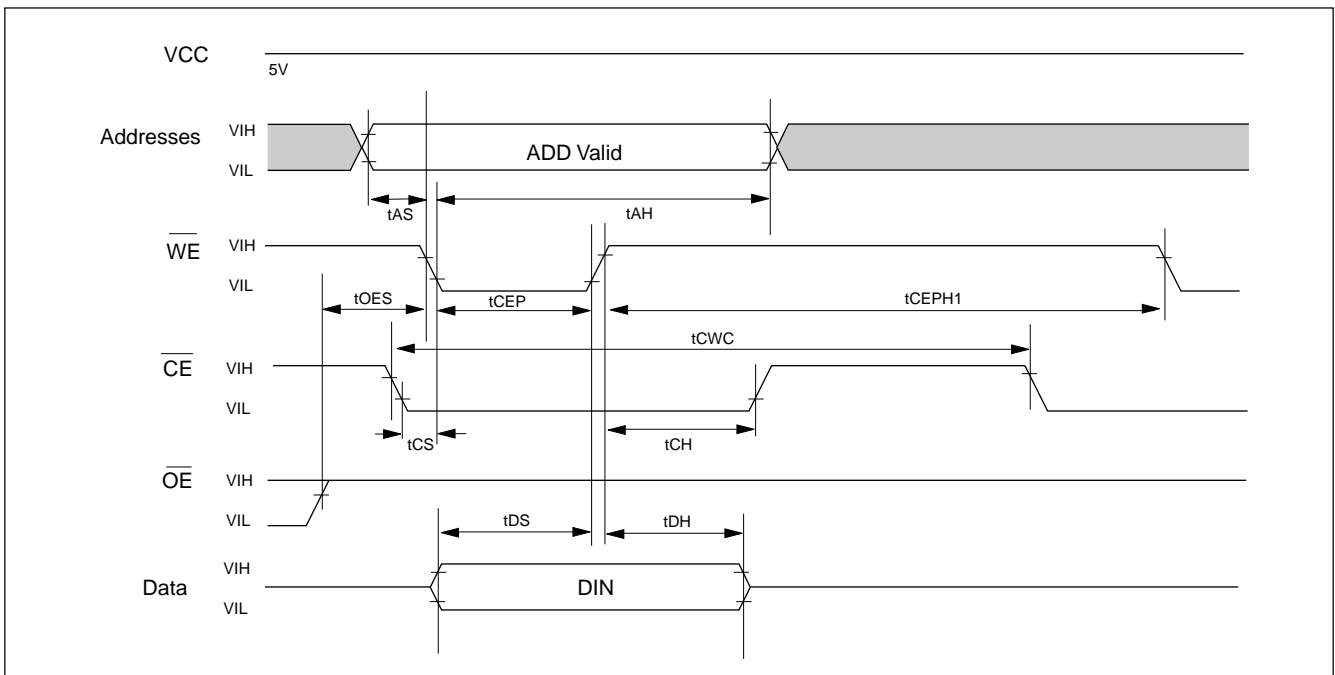 VCC
5V
Addresses
VIH
VIL
ADD Valid
tAS
tAH
WE
VIH
VIL
tOES
tCEP
tCEPH1
tCWC
CE
VIH
VIL
tCS
tCH
OE
VIH
VIL
tDS
tDH
Data
VIH
VIL
DIN